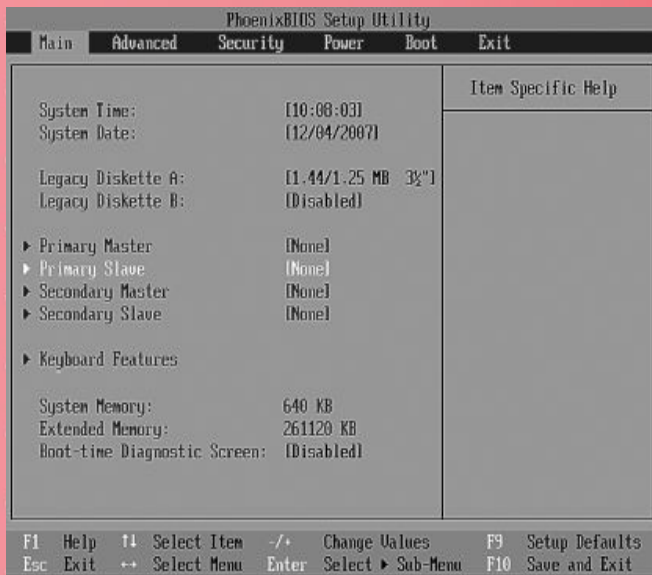 PhoenixBIOS Setup Utility
Main Advanced Security Power Boot Exit
Item Specific Help
System Time: [10:08:03]
System Date: [12/04/2007]
Legacy Diskette A: [1.44/1.25 MB 3½"]
Legacy Diskette B: [Disabled]
▶ Primary Master [None]
▶ Primary Slave [None]
▶ Secondary Master [None]
▶ Secondary Slave [None]
▶ Keyboard Features
System Memory: 640 KB
Extended Memory: 261120 KB
Boot-time Diagnostic Screen: [Disabled]
F1 Help ↑↓ Select Item -/+ Change Values F9 Setup Defaults
Esc Exit ↔ Select Menu Enter Select ▶ Sub-Menu F10 Save and Exit